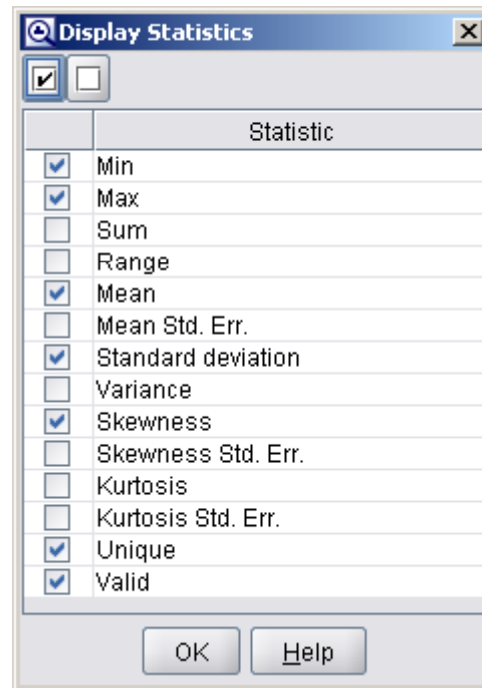 Display Statistics
Statistic
Min
Max
Sum
Range
Mean
Mean Std. Err.
Standard deviation
Variance
Skewness
Skewness Std. Err.
Kurtosis
Kurtosis Std. Err.
Unique
Valid
OK Help